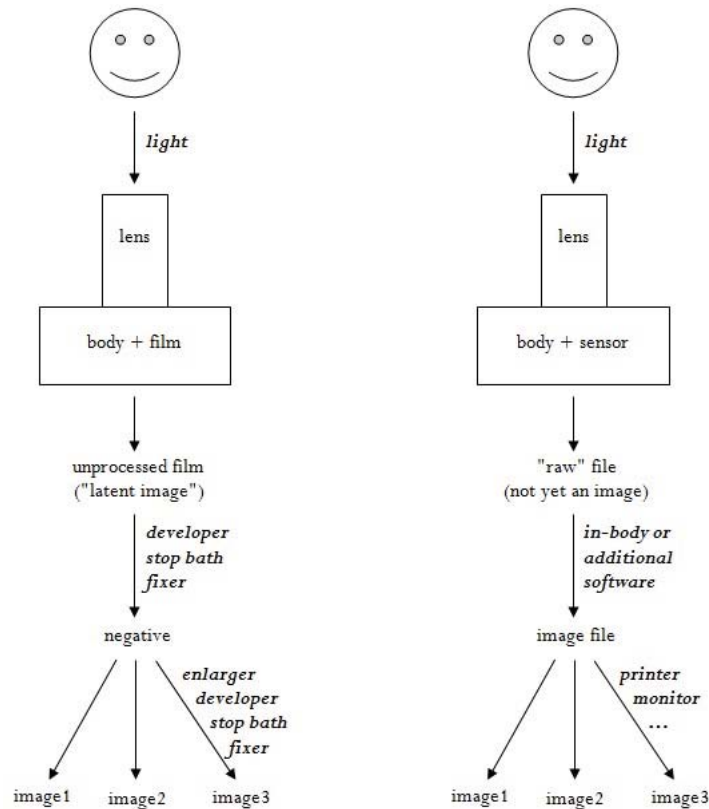 light
lens
body + film
unprocessed film
("latent image")
developer
stop bath
fixer
negative
enlarger
developer
stop bath
fixer
image1
image2
image3
light
lens
body + sensor
"raw" file
(not yet an image)
in-body or
additional
software
image file
printer
monitor
...
image1
image2
image3